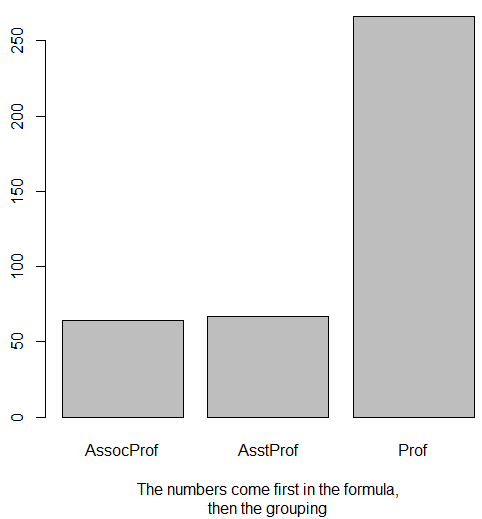 250
200
150
100
50
0
AssocProf AsstProf Prof
The numbers come first in the formula,
then the grouping